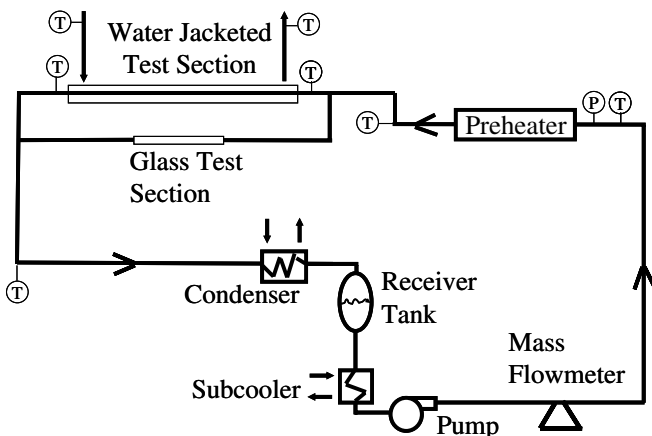 T
T
Water Jacketed
Test Section
T
T
P
T
T
Preheater
Glass Test
Section
T
Condenser
Receiver
Tank
Mass
Flowmeter
Subcooler
Pump